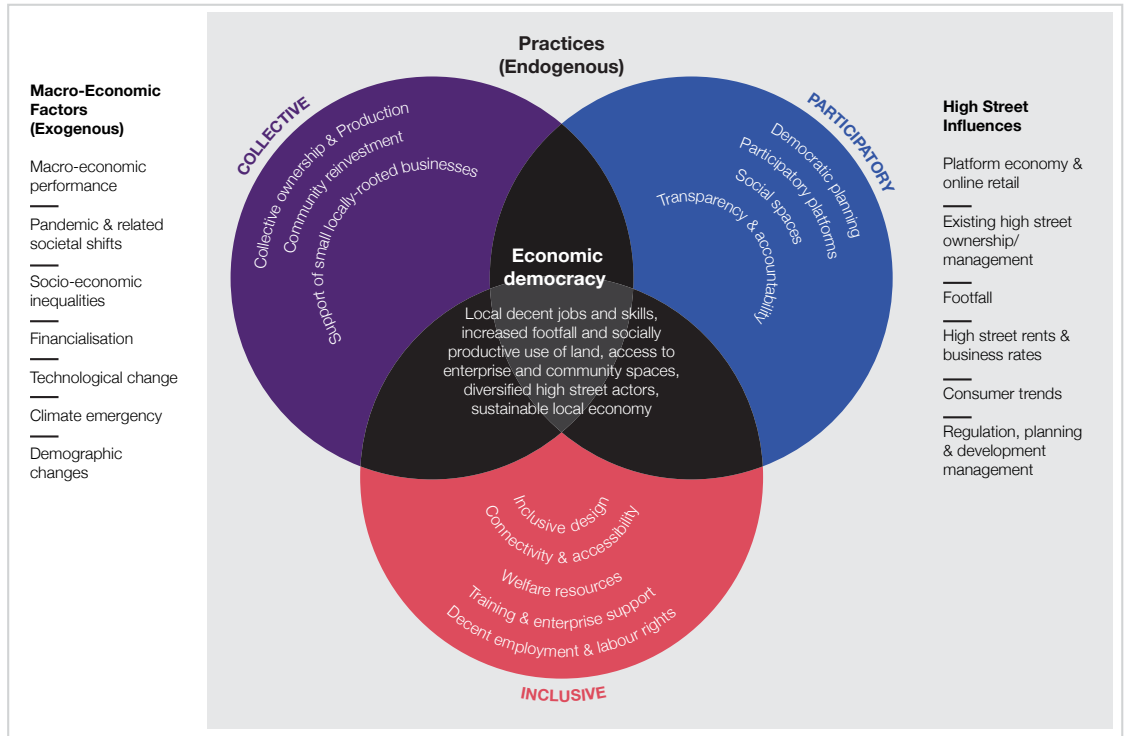 Macro-Economic
Factors
(Exogenous)
Macro-economic
performance
Pandemic & related
societal shifts
Socio-economic
inequalities
Financialisation
Technological change
Climate emergency
Demographic
changes
Practices
(Endogenous)
COLLECTIVE
Collective ownership & Production
Community reinvestment
Support of small locally-rooted businesses
PARTICIPATORY
Democratic planning
Participatory platforms
Social spaces
Transparency & accountability
Economic
democracy
Local decent jobs and skills,
increased footfall and socially
productive use of land, access to
enterprise and community spaces,
diversified high street actors,
sustainable local economy
Inclusive design
Connectivity & accessibility
Welfare resources
Training & enterprise support
Decent employment & labour rights
INCLUSIVE
High Street
Influences
Platform economy &
online retail
Existing high street
ownership/
management
Footfall
High street rents &
business rates
Consumer trends
Regulation, planning
& development
management